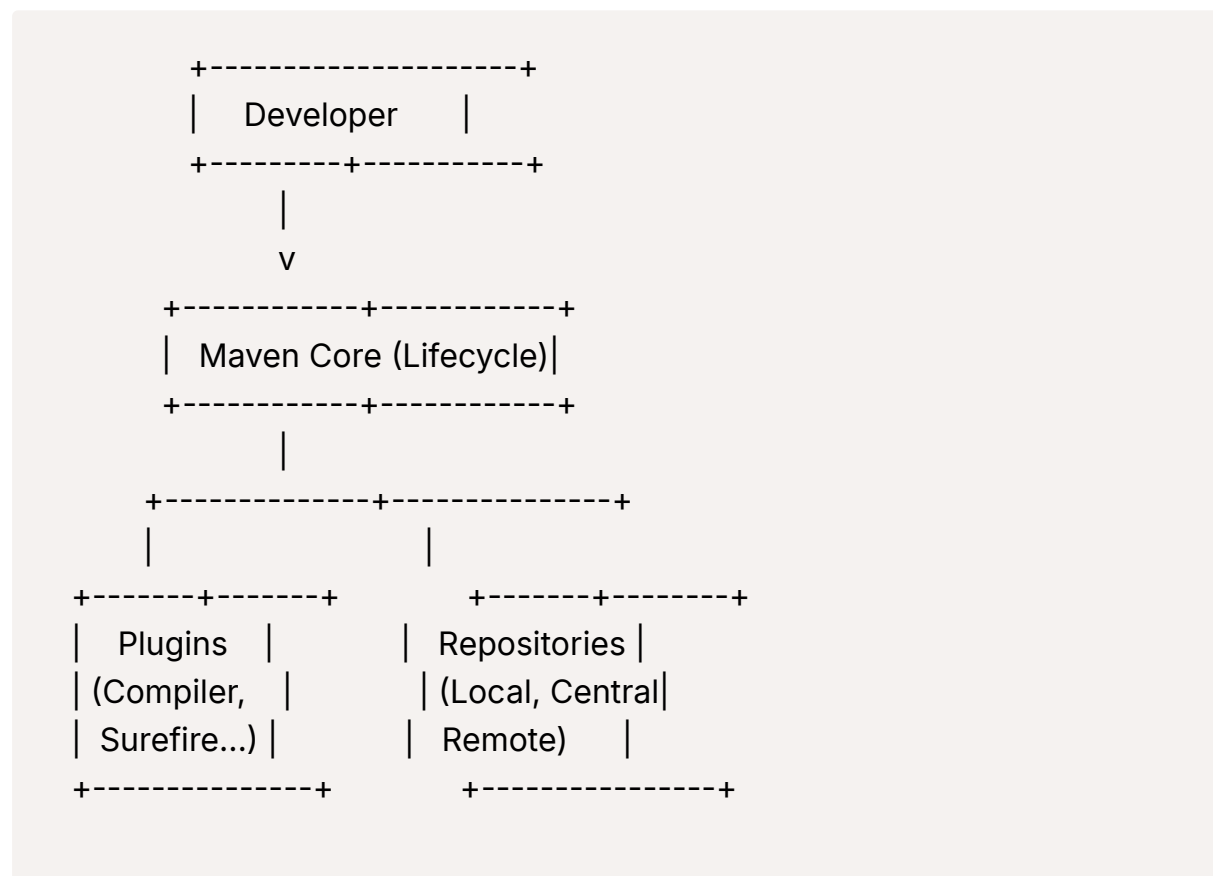 +---------------------+
|     Developer       |
+---------+-----------+
|
v
+------------+------------+
|   Maven Core (Lifecycle)|
+------------+------------+
|
+--------------+---------------+
|                              |
+-------+-------+              +-------+--------+
|    Plugins    |              |   Repositories |
| (Compiler,    |              | (Local, Central|
|  Surefire...) |              |   Remote)      |
+---------------+              +----------------+